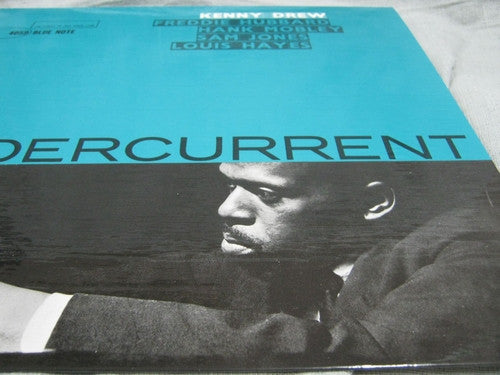 KENNY DREW
FREDDIE HUBBARD
HANK MOBLEY
SAM JONES
LOUIS HAYES
4059 BLUE NOTE
DERCURRENT